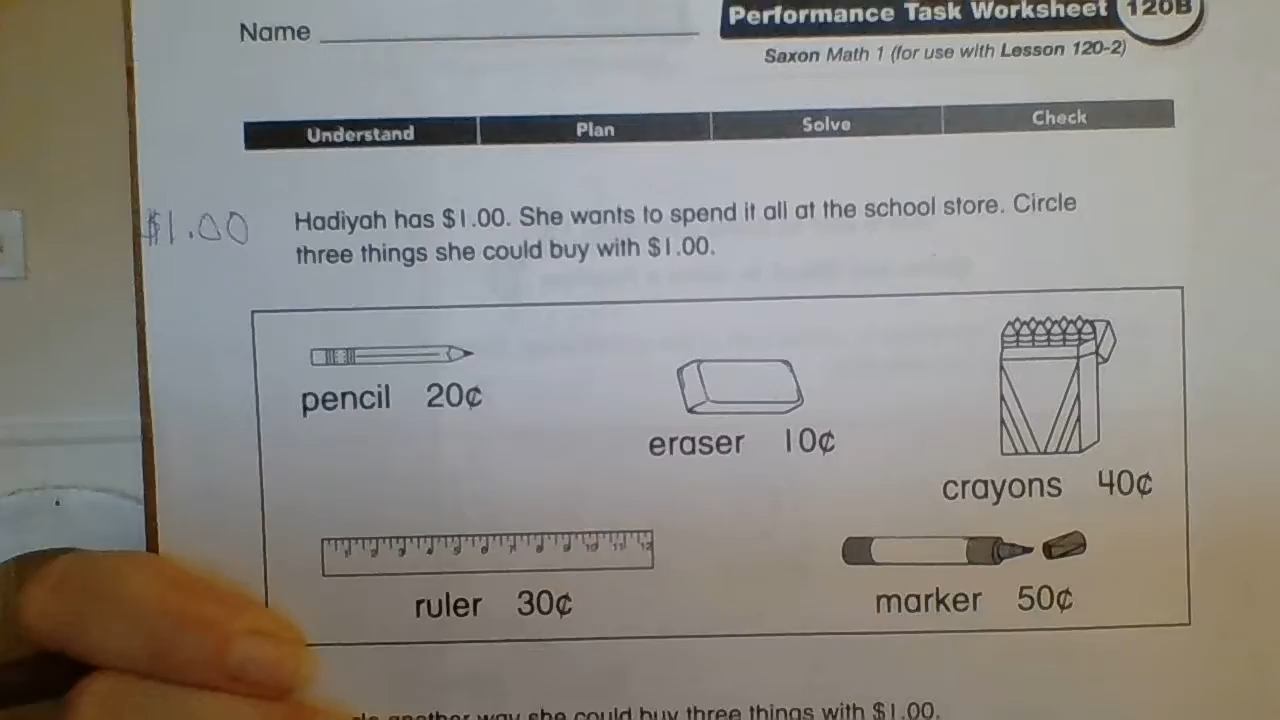 Name
Performance Task Worksheet 120B
Saxon Math 1 (for use with Lesson 120-2)
Understand Plan Solve Check
$1.00
Hadiyah has $1.00. She wants to spend it all at the school store. Circle
three things she could buy with $1.00.
pencil 20¢
eraser 10¢
crayons 40¢
ruler 30¢
marker 50¢
another way she could buy three things with $1.00.